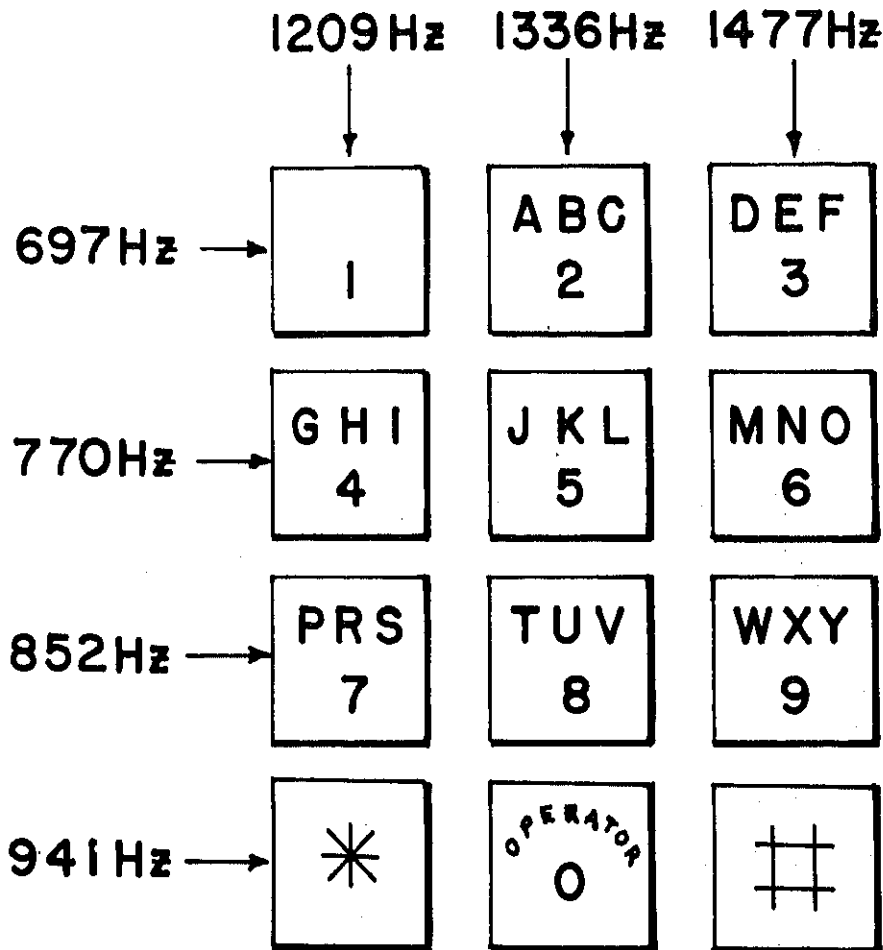 1209Hz 1336Hz 1477Hz
ABC DEF
697Hz 1 2 3
GHI JKL MNO
770Hz 4 5 6
PRS TUV WXY
852Hz 7 8 9
OPERATOR
941Hz * 0 #